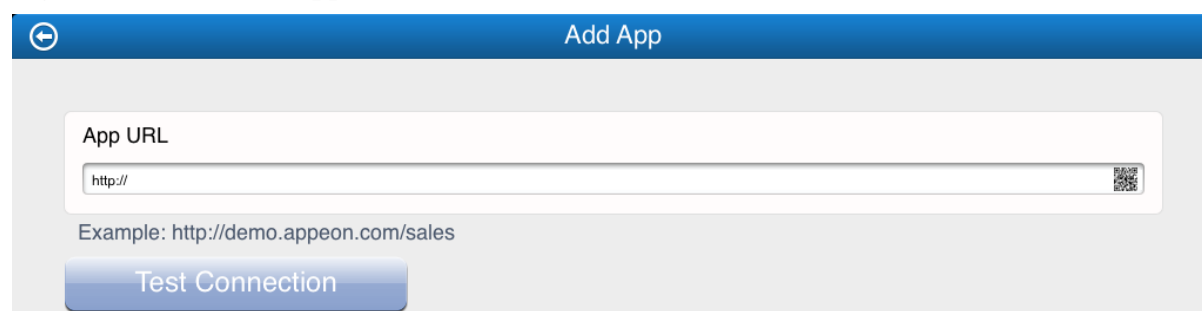 Add App
App URL
http://
Example: http://demo.appeon.com/sales
Test Connection